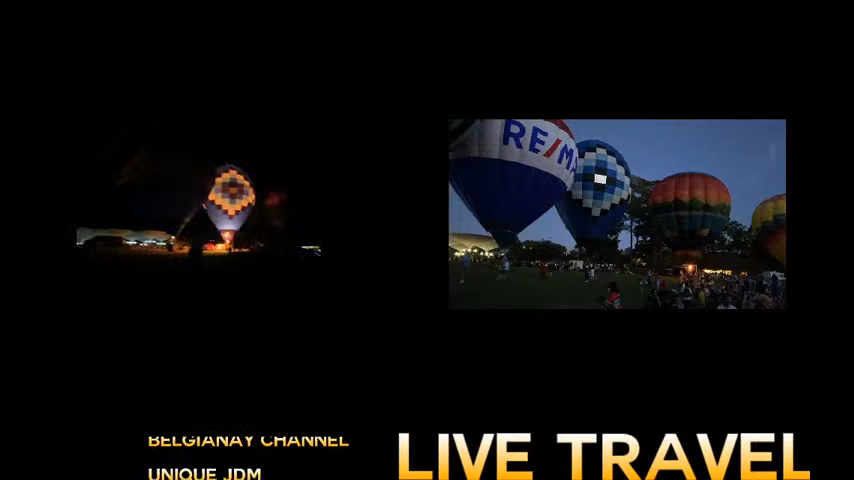 RE/MA
BELGIANAY CHANNEL
UNIQUE JDM
LIVE TRAVEL